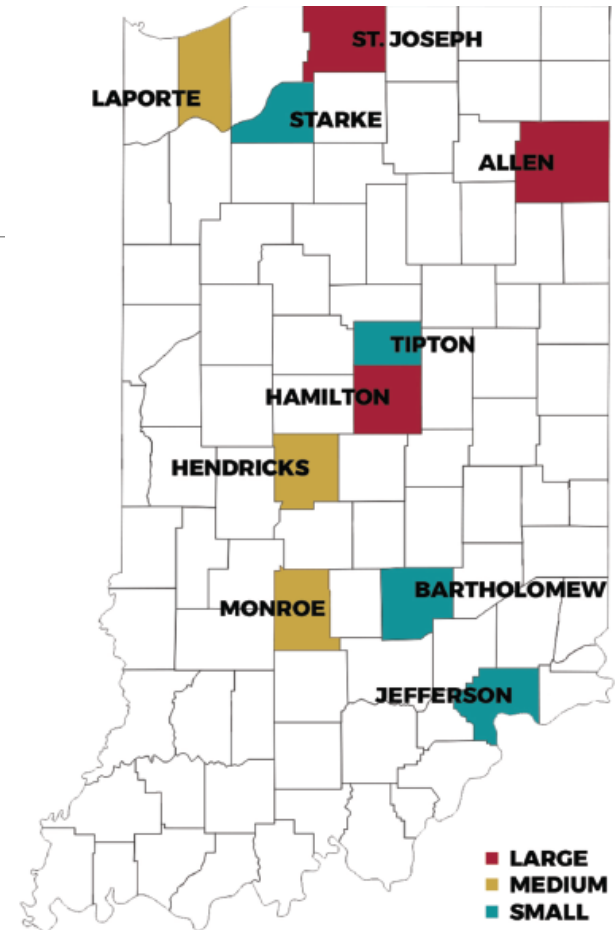 ST. JOSEPH
LAPORTE
STARKE
ALLEN
TIPTON
HAMILTON
HENDRICKS
BARTHOLOMEW
MONROE
JEFFERSON
LARGE
MEDIUM
SMALL